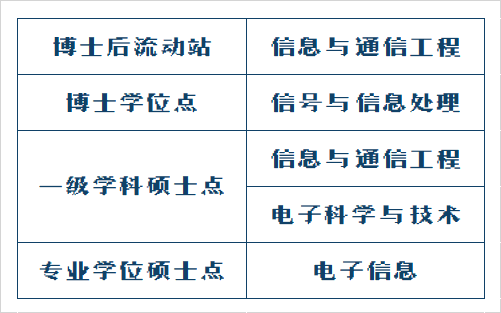 博士后流动站
信息与通信工程
博士学位点
信号与信息处理
一级学科硕士点
信息与通信工程
电子科学与技术
专业学位硕士点
电子信息